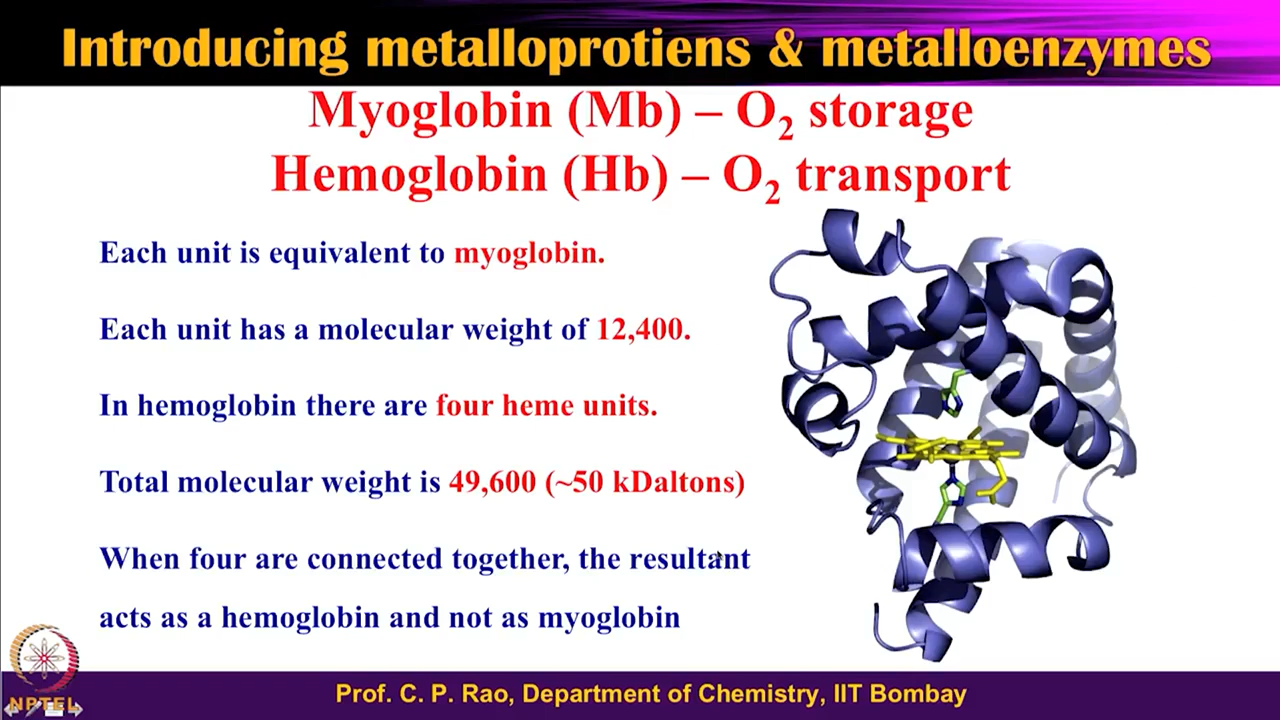 Introducing metalloprotiens & metalloenzymes
Myoglobin (Mb) – O₂ storage
Hemoglobin (Hb) – O₂ transport
Each unit is equivalent to myoglobin.
Each unit has a molecular weight of 12,400.
In hemoglobin there are four heme units.
Total molecular weight is 49,600 (~50 kDaltons)
When four are connected together, the resultant
acts as a hemoglobin and not as myoglobin
NPTEL
Prof. C. P. Rao, Department of Chemistry, IIT Bombay